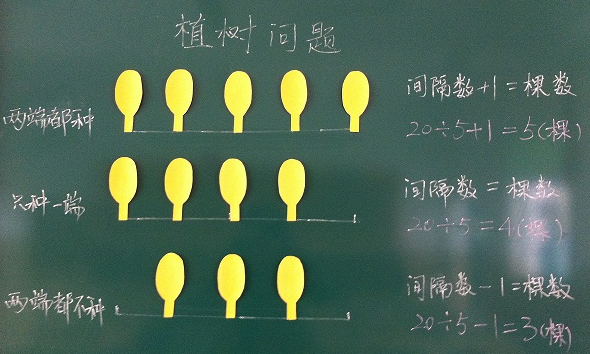 植树问题
两端都种
间隔数+1=棵数
20÷5+1=5(棵)
只种一端
间隔数=棵数
20÷5=4(棵)
两端都不种
间隔数-1=棵数
20÷5-1=3(棵)